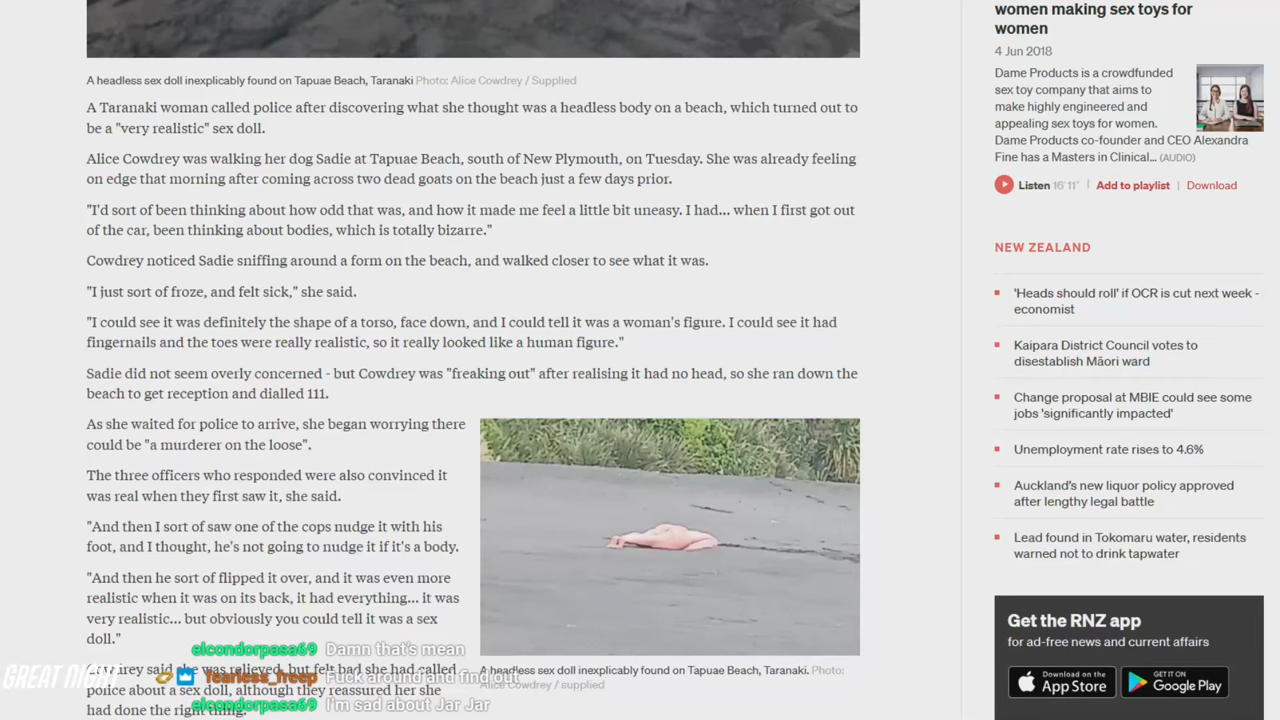 A headless sex doll inexplicably found on Tapuae Beach, Taranaki Photo: Alice Cowdrey / Supplied
A Taranaki woman called police after discovering what she thought was a headless body on a beach, which turned out to
be a "very realistic" sex doll.
Alice Cowdrey was walking her dog Sadie at Tapuae Beach, south of New Plymouth, on Tuesday. She was already feeling
on edge that morning after coming across two dead goats on the beach just a few days prior.
"I'd sort of been thinking about how odd that was, and how it made me feel a little bit uneasy. I had... when I first got out
of the car, been thinking about bodies, which is totally bizarre."
Cowdrey noticed Sadie sniffing around a form on the beach, and walked closer to see what it was.
"I just sort of froze, and felt sick," she said.
"I could see it was definitely the shape of a torso, face down, and I could tell it was a woman's figure. I could see it had
fingernails and the toes were really realistic, so it really looked like a human figure."
Sadie did not seem overly concerned - but Cowdrey was "freaking out" after realising it had no head, so she ran down the
beach to get reception and dialled 111.
As she waited for police to arrive, she began worrying there
could be "a murderer on the loose".
The three officers who responded were also convinced it
was real when they first saw it, she said.
"And then I sort of saw one of the cops nudge it with his
foot, and I thought, he's not going to nudge it if it's a body.
"And then he sort of flipped it over, and it was even more
realistic when it was on its back, it had everything... it was
very realistic... but obviously you could tell it was a sex
doll."
Cowdrey said she was relieved, but felt bad she had called
police about a sex doll, although they reassured her she
had done the right thing.
A headless sex doll inexplicably found on Tapuae Beach, Taranaki. Photo:
Alice Cowdrey / supplied
GREAT NIGHT
elcondorpasa69 Damn that's mean
fearless_freep Fuck around and find out
elcondorpasa69 I'm sad about Jar Jar
women making sex toys for
women
4 Jun 2018
Dame Products is a crowdfunded
sex toy company that aims to
make highly engineered and
appealing sex toys for women.
Dame Products co-founder and CEO Alexandra
Fine has a Masters in Clinical... (AUDIO)
Listen 16′ 11″ | Add to playlist | Download
NEW ZEALAND
'Heads should roll' if OCR is cut next week -
economist
Kaipara District Council votes to
disestablish Māori ward
Change proposal at MBIE could see some
jobs 'significantly impacted'
Unemployment rate rises to 4.6%
Auckland's new liquor policy approved
after lengthy legal battle
Lead found in Tokomaru water, residents
warned not to drink tapwater
Get the RNZ app
for ad-free news and current affairs
Download on the
App Store
GET IT ON
Google Play